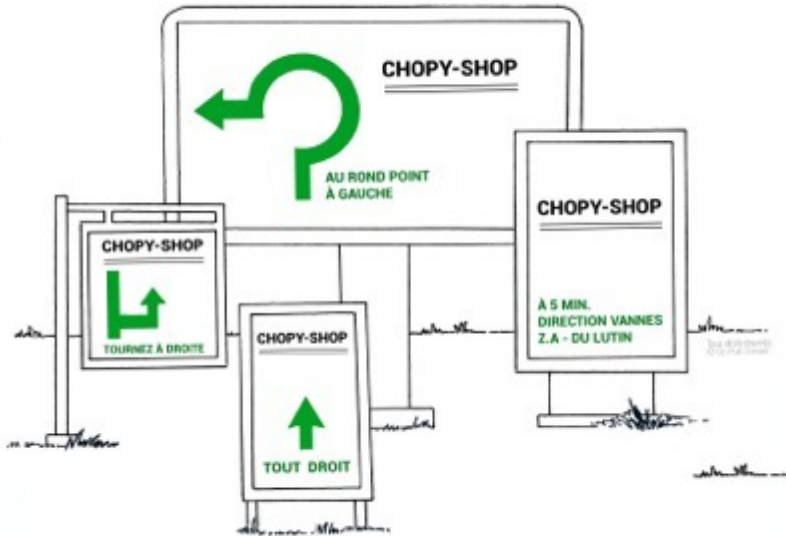 CHOPY-SHOP
AU ROND POINT
À GAUCHE
CHOPY-SHOP
À 5 MIN.
DIRECTION VANNES
Z.A - DU LUTIN
CHOPY-SHOP
TOURNEZ À DROITE
CHOPY-SHOP
TOUT DROIT